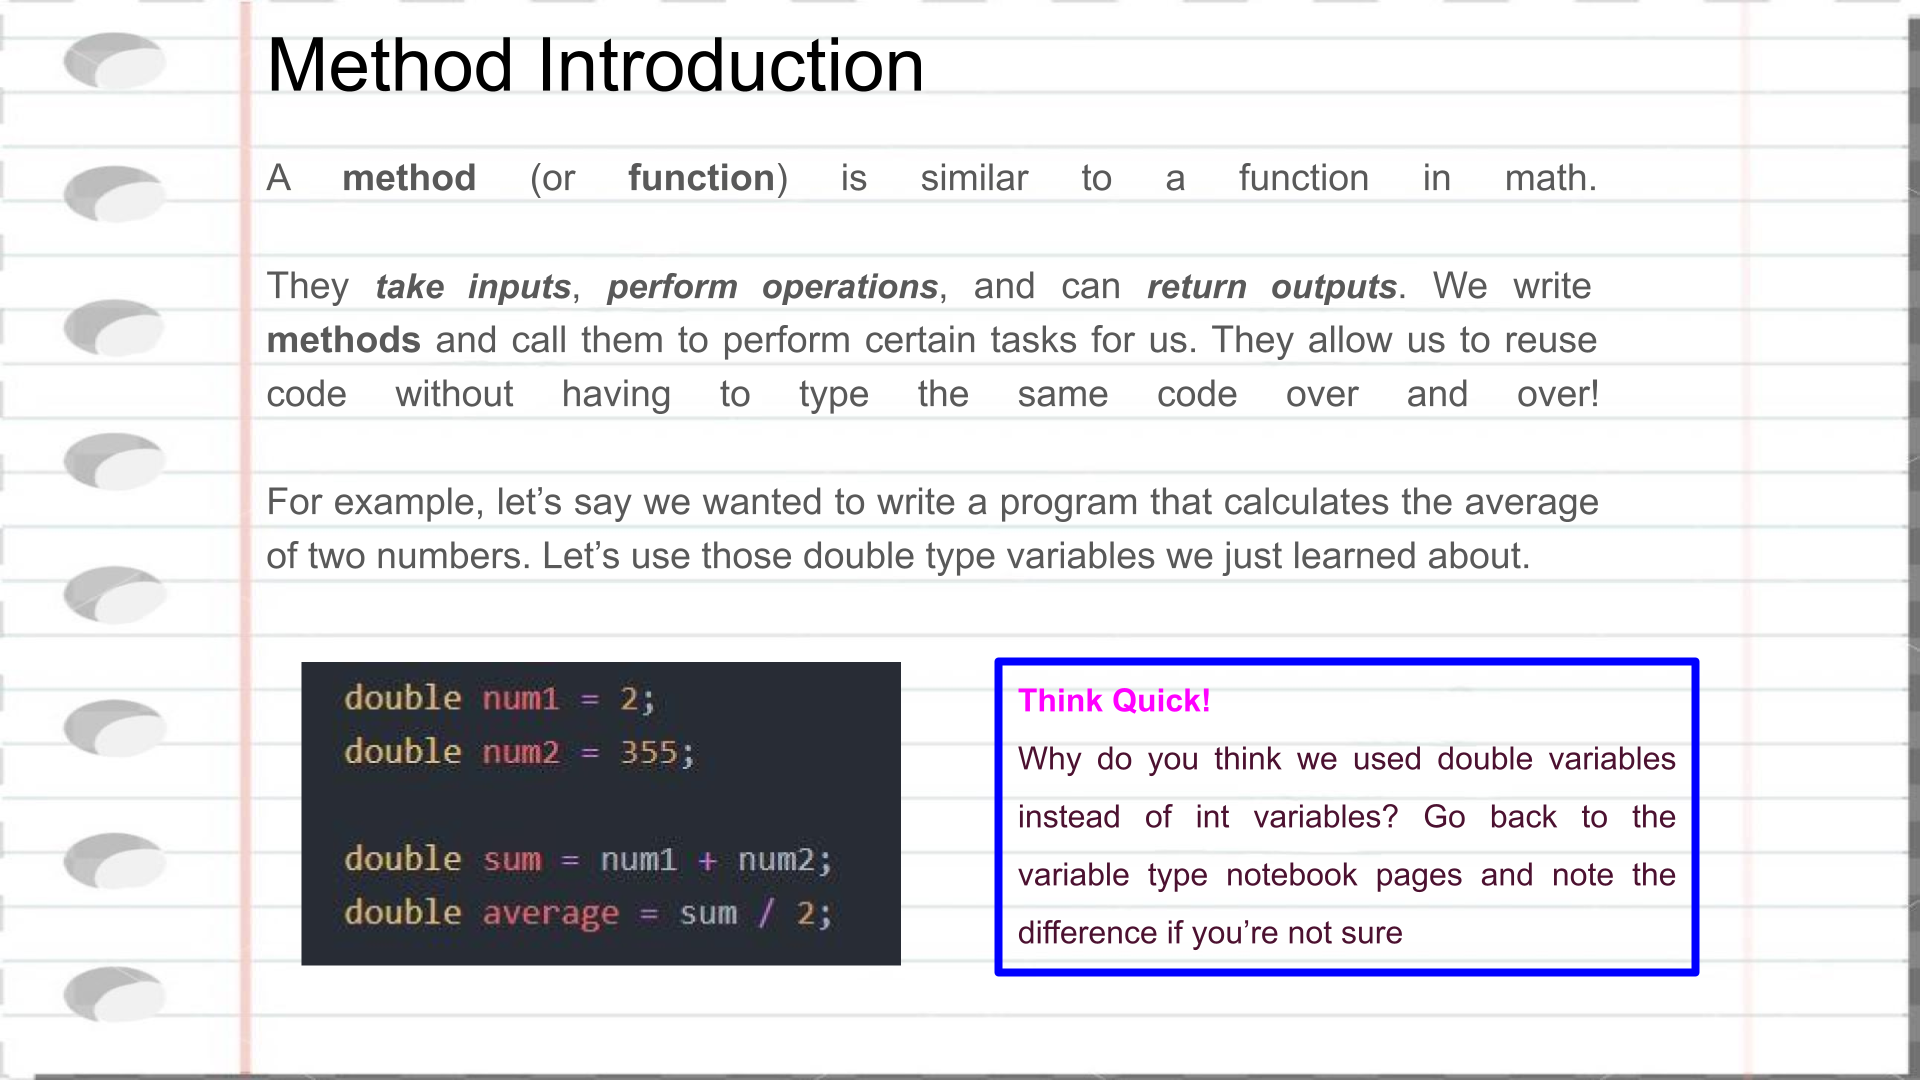 Method Introduction
A method (or function) is similar to a function in math.
They take inputs, perform operations, and can return outputs. We write
methods and call them to perform certain tasks for us. They allow us to reuse
code without having to type the same code over and over!
For example, let’s say we wanted to write a program that calculates the average
of two numbers. Let’s use those double type variables we just learned about.
double num1 = 2;
double num2 = 355;
double sum = num1 + num2;
double average = sum / 2;
Think Quick!
Why do you think we used double variables
instead of int variables? Go back to the
variable type notebook pages and note the
difference if you’re not sure